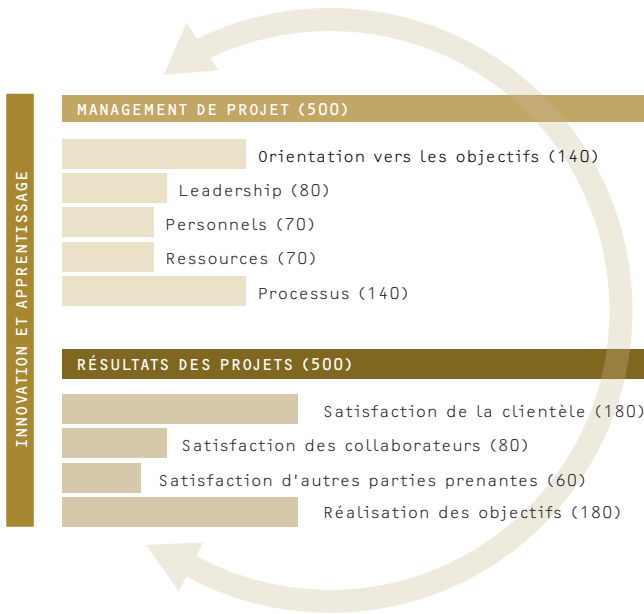 INNOVATION ET APPRENTISSAGE
MANAGEMENT DE PROJET (500)
Orientation vers les objectifs (140)
Leadership (80)
Personnels (70)
Ressources (70)
Processus (140)
RÉSULTATS DES PROJETS (500)
Satisfaction de la clientèle (180)
Satisfaction des collaborateurs (80)
Satisfaction d'autres parties prenantes (60)
Réalisation des objectifs (180)